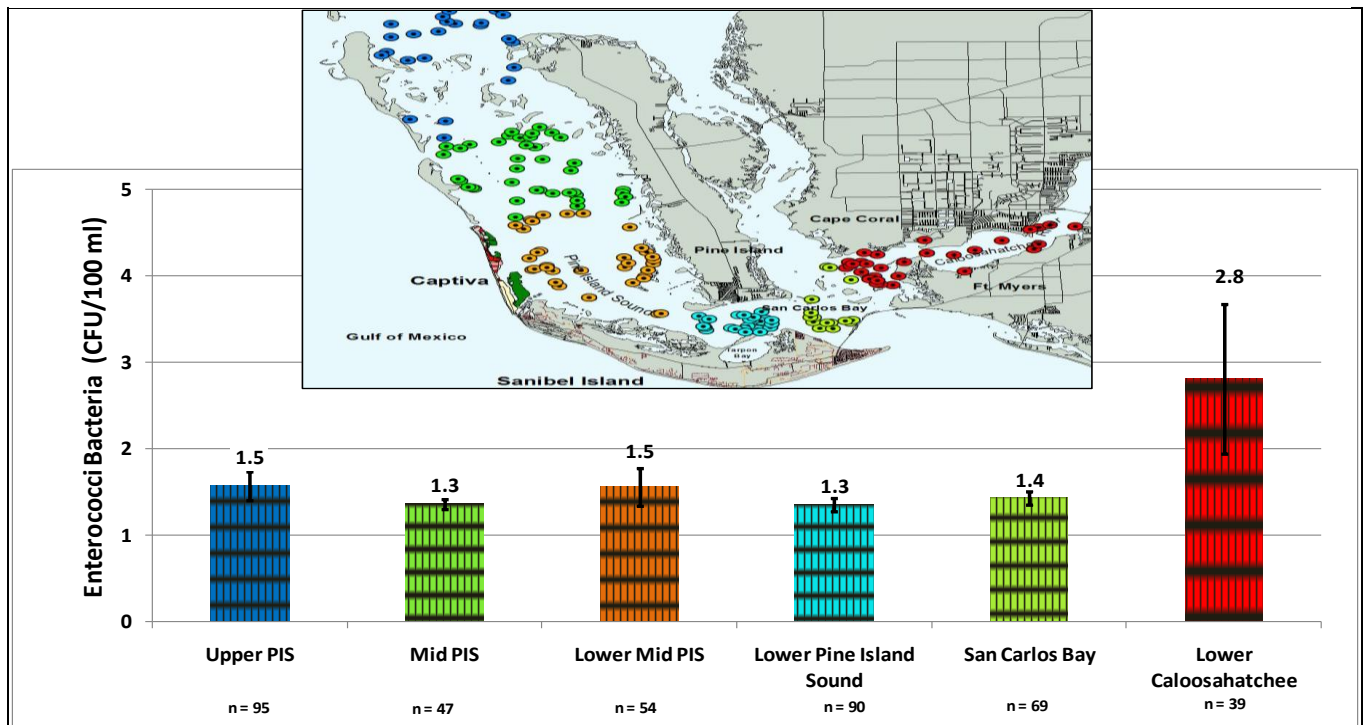 Cape Coral
Caloosahatchee
Pine Island
Ft. Myers
Captiva
Pine Island Sound
San Carlos Bay
Gulf of Mexico
Tarpon
Bay
Sanibel Island
Enterococci Bacteria (CFU/100 ml)
5
4
3
2
1
0
1.5
1.3
1.5
1.3
1.4
2.8
Upper PIS
Mid PIS
Lower Mid PIS
Lower Pine Island
Sound
San Carlos Bay
Lower
Caloosahatchee
n = 95
n = 47
n = 54
n = 90
n = 69
n = 39